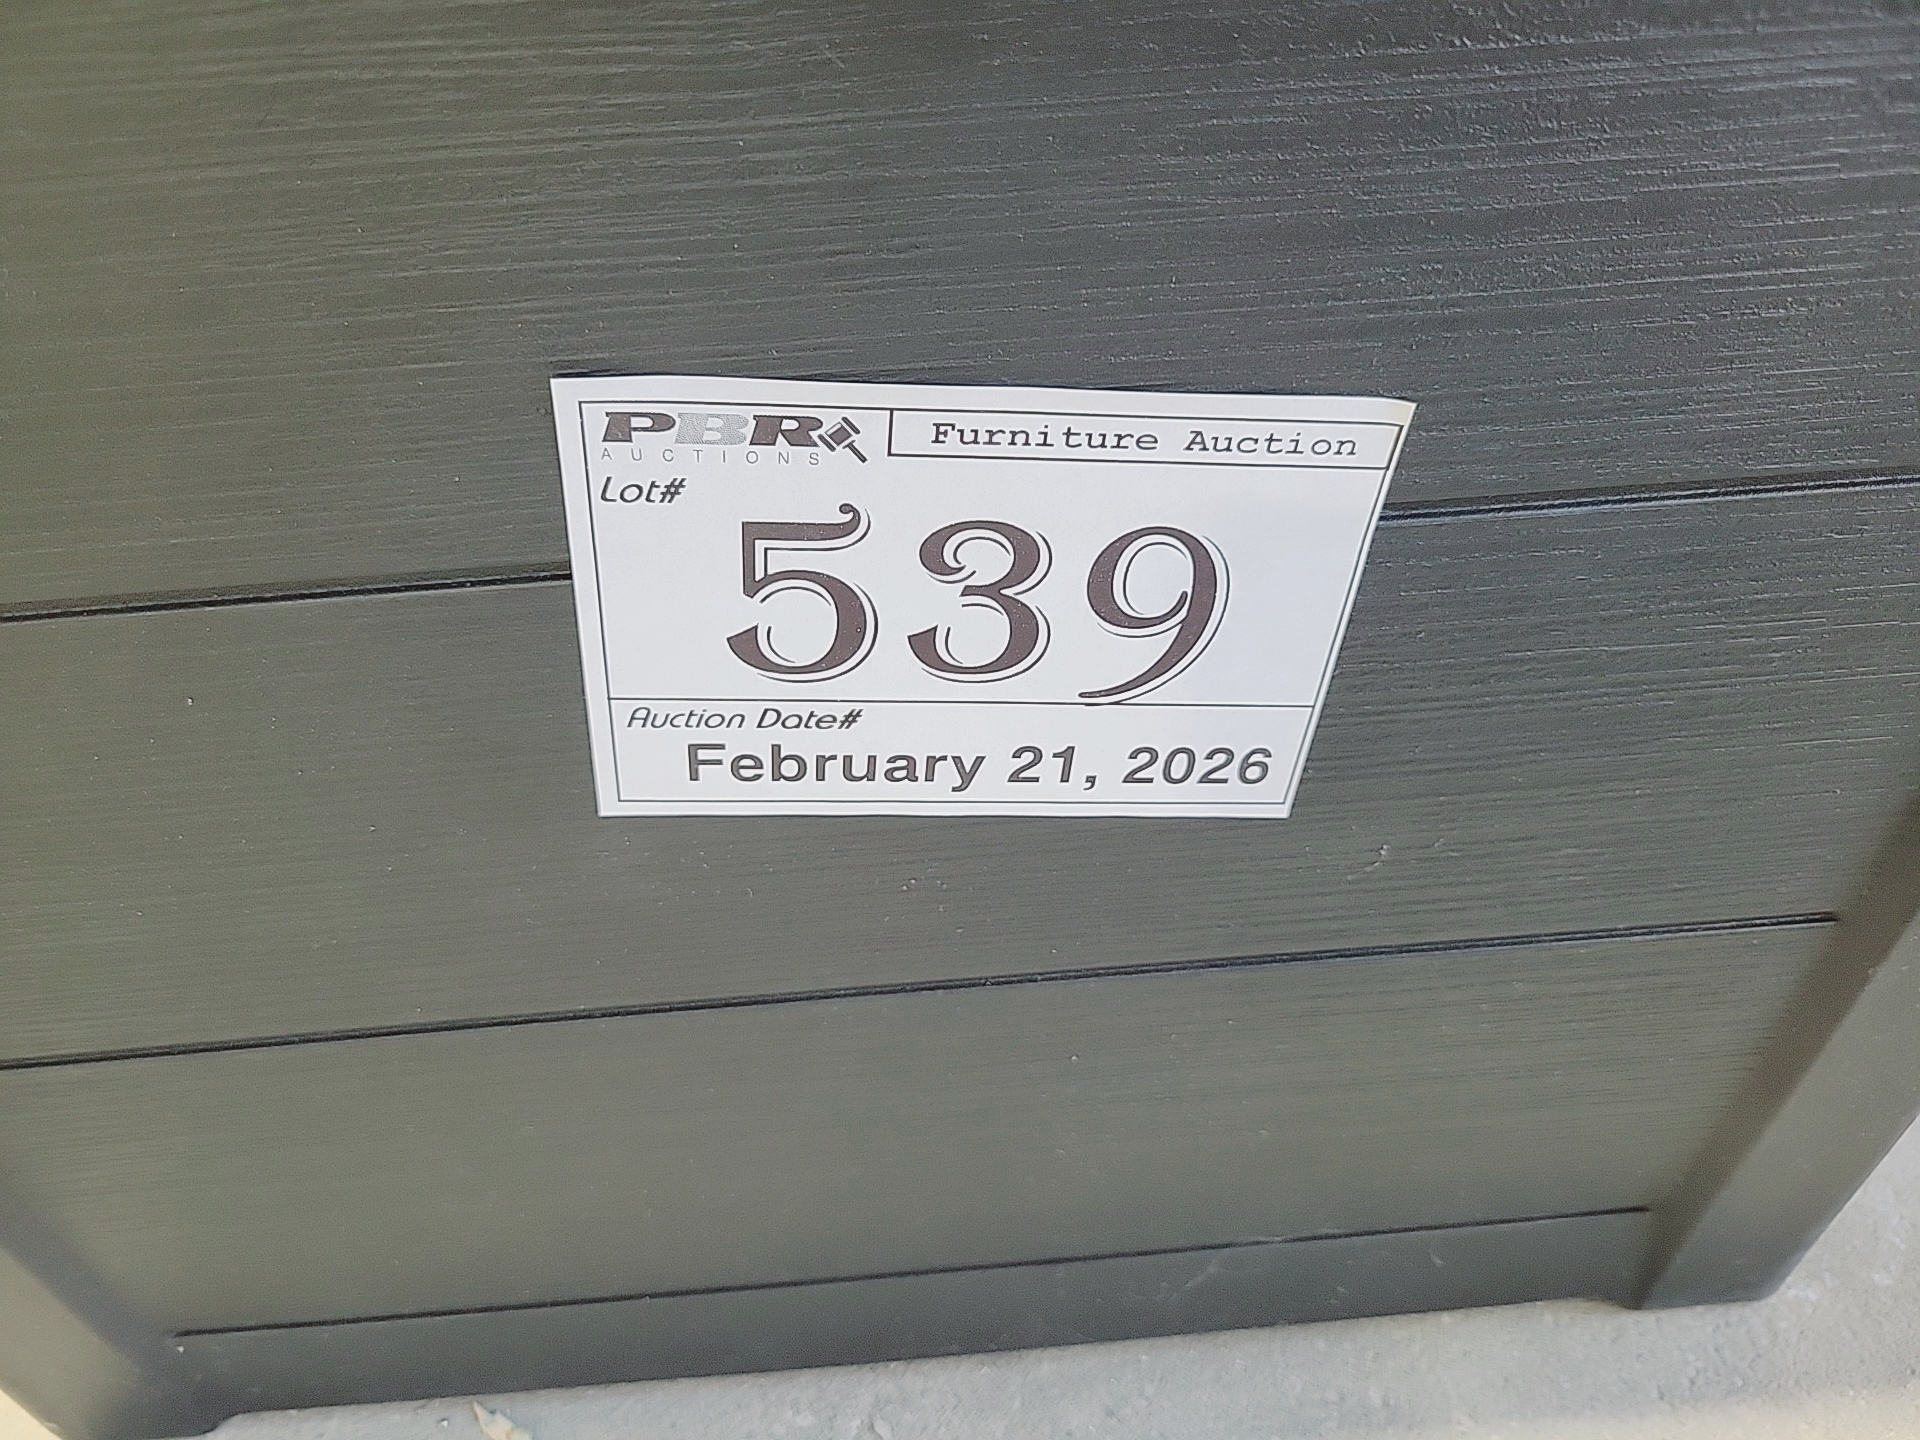 PBR
AUCTIONS
Furniture Auction
Lot#
539
Auction Date#
February 21, 2026